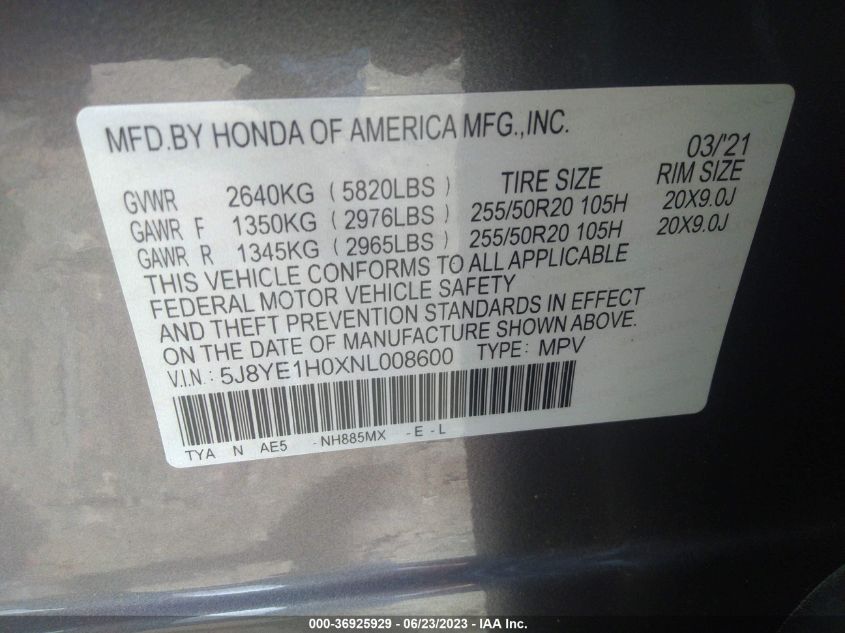 MFD.BY HONDA OF AMERICA MFG.,INC.
03/'21
GVWR 2640KG ( 5820LBS ) TIRE SIZE RIM SIZE
GAWR F 1350KG ( 2976LBS ) 255/50R20 105H 20X9.0J
GAWR R 1345KG ( 2965LBS ) 255/50R20 105H 20X9.0J
THIS VEHICLE CONFORMS TO ALL APPLICABLE
FEDERAL MOTOR VEHICLE SAFETY
AND THEFT PREVENTION STANDARDS IN EFFECT
ON THE DATE OF MANUFACTURE SHOWN ABOVE.
V.I.N.: 5J8YE1H0XNL008600 TYPE: MPV
TYA N AE5 -NH885MX -E-L
000-36925929 / 06/23/2023 - IAA Inc.